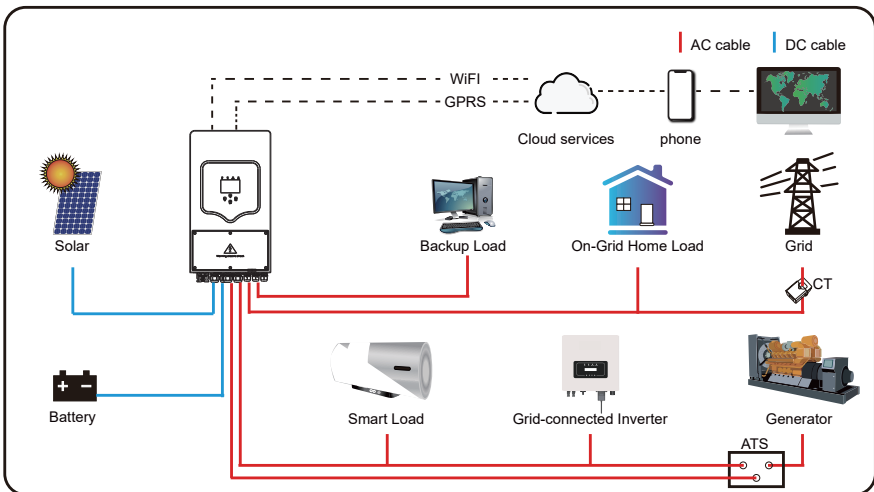 AC cable
DC cable
WiFI
GPRS
Cloud services
phone
Solar
Backup Load
On-Grid Home Load
Grid
CT
Battery
Smart Load
Grid-connected Inverter
Generator
ATS